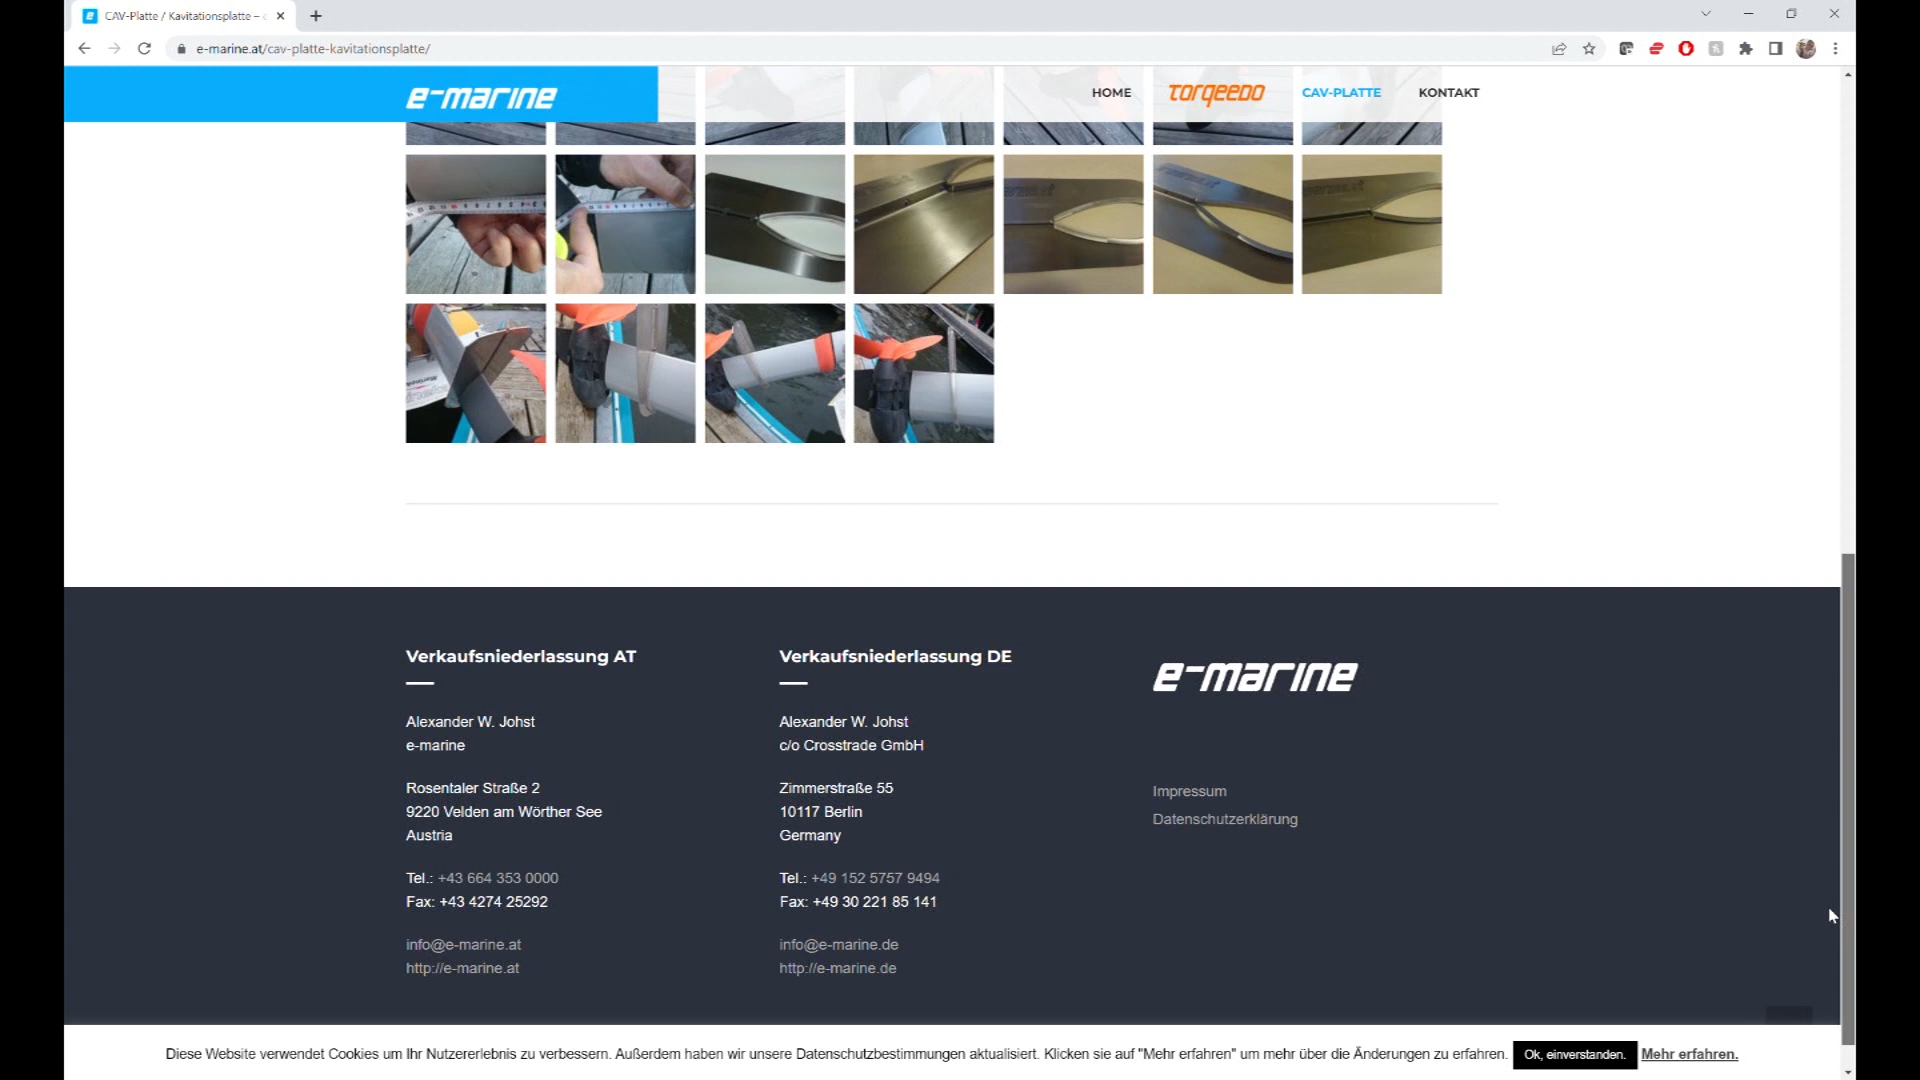 CAV-Platte / Kavitationsplatte –
e-marine.at/cav-platte-kavitationsplatte/
e-marine
HOME
TORQEEDO
CAV-PLATTE
KONTAKT
Verkaufsniederlassung AT
Alexander W. Johst
e-marine
Rosentaler Straße 2
9220 Velden am Wörther See
Austria
Tel.: +43 664 353 0000
Fax: +43 4274 25292
info@e-marine.at
http://e-marine.at
Verkaufsniederlassung DE
Alexander W. Johst
c/o Crosstrade GmbH
Zimmerstraße 55
10117 Berlin
Germany
Tel.: +49 152 5757 9494
Fax: +49 30 221 85 141
info@e-marine.de
http://e-marine.de
e-marine
Impressum
Datenschutzerklärung
Diese Website verwendet Cookies um Ihr Nutzererlebnis zu verbessern. Außerdem haben wir unsere Datenschutzbestimmungen aktualisiert. Klicken sie auf "Mehr erfahren" um mehr über die Änderungen zu erfahren.
Ok, einverstanden.
Mehr erfahren.